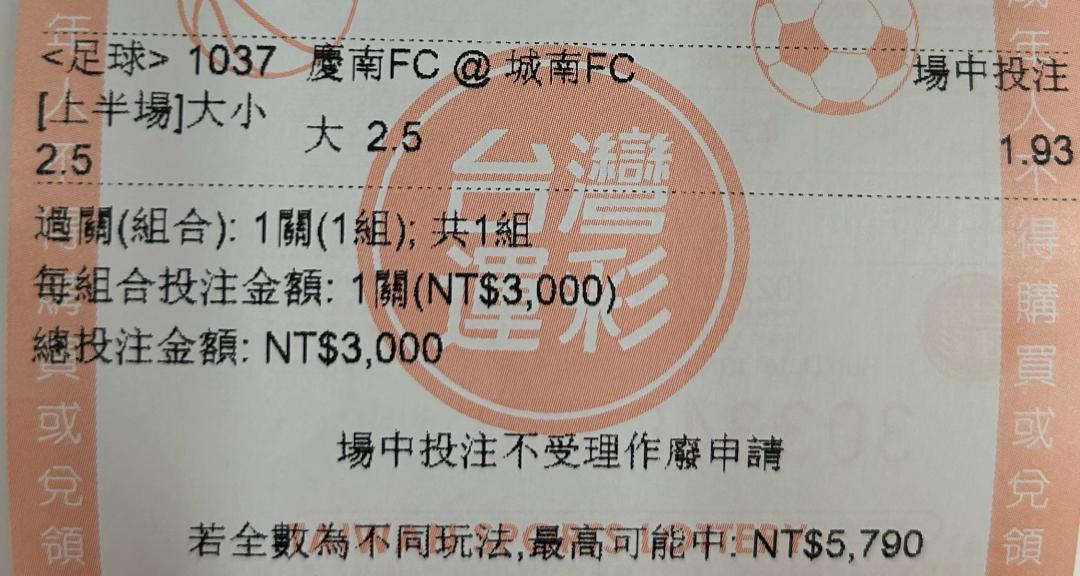 <足球> 1037 慶南FC @ 城南FC 場中投注
[上半場]大小 2.5 大 2.5 1.93
過關(組合): 1關(1組); 共1組
每組合投注金額: 1關(NT$3,000)
總投注金額: NT$3,000
場中投注不受理作廢申請
若全數為不同玩法,最高可能中: NT$5,790
台灣
運彩
TAIWAN SPORTS LOTTERY
得購買或兌領